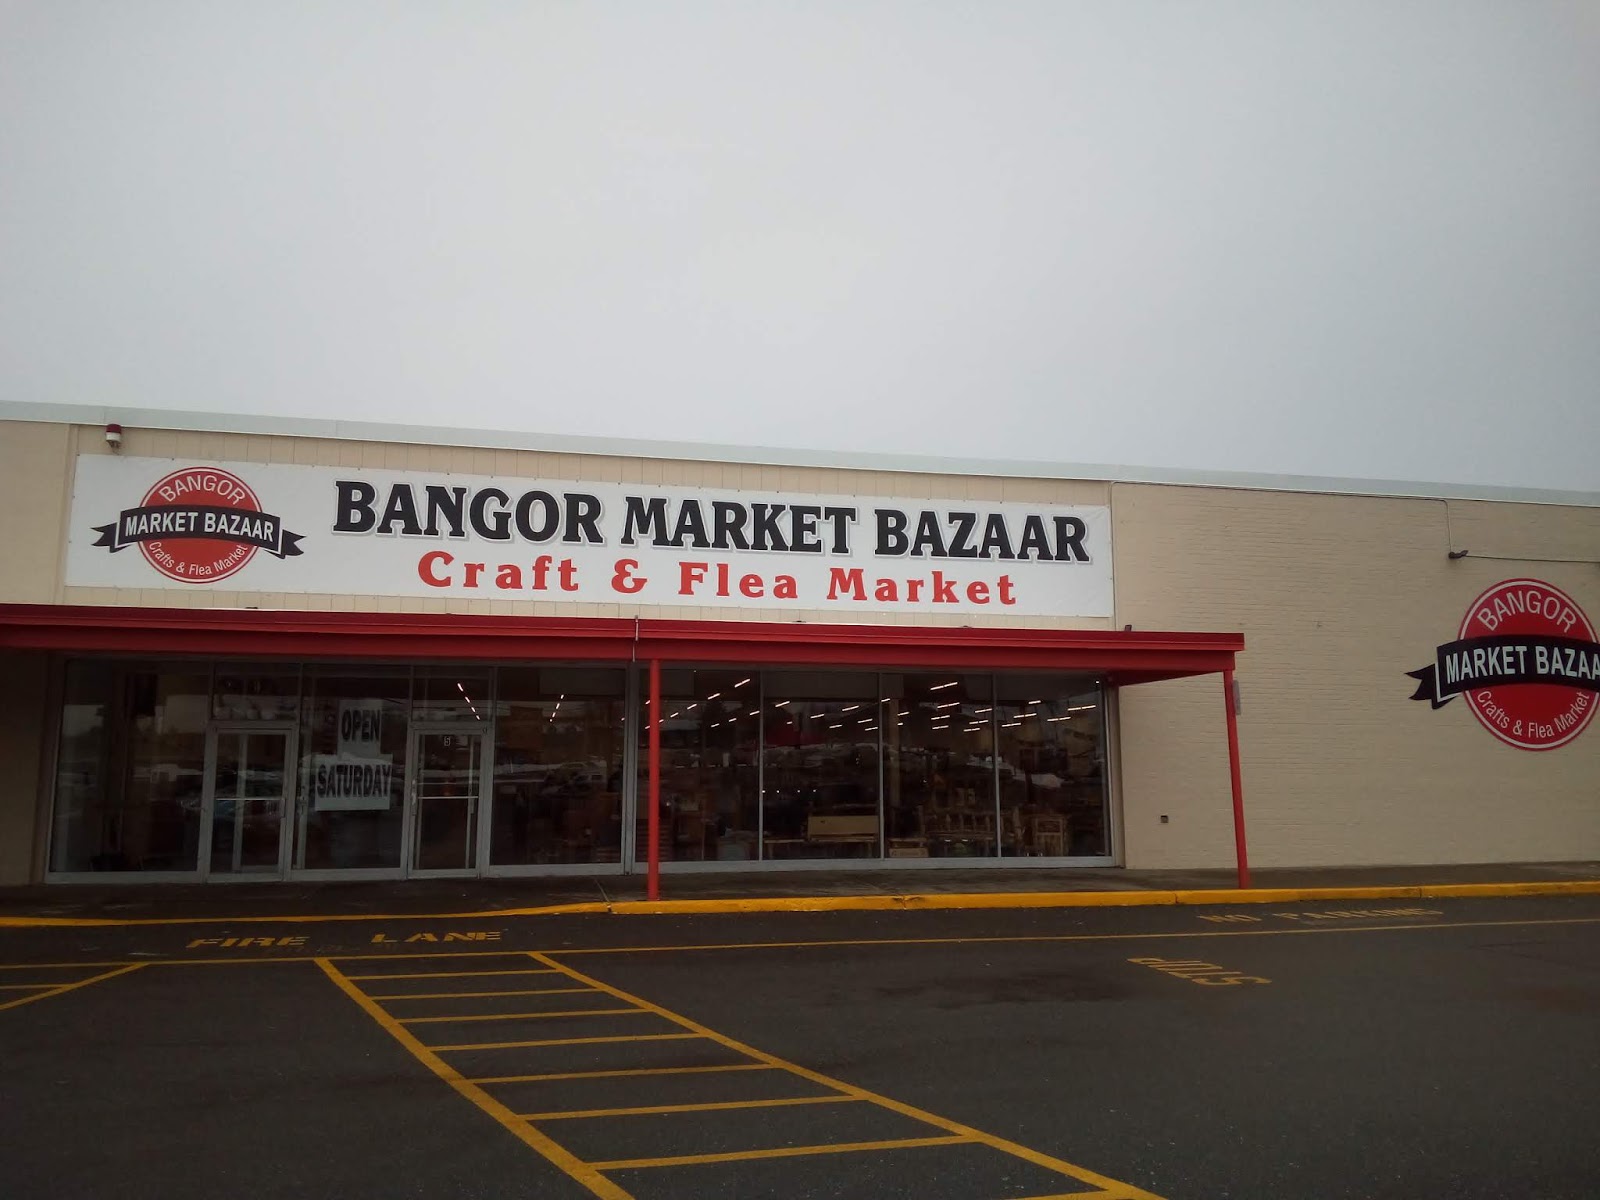 BANGOR
MARKET BAZAAR
Crafts & Flea Market
BANGOR MARKET BAZAAR
Craft & Flea Market
BANGOR
MARKET BAZAA
Crafts & Flea Market
OPEN
SATURDAY
FIRE LANE
NO PARKING
STOP